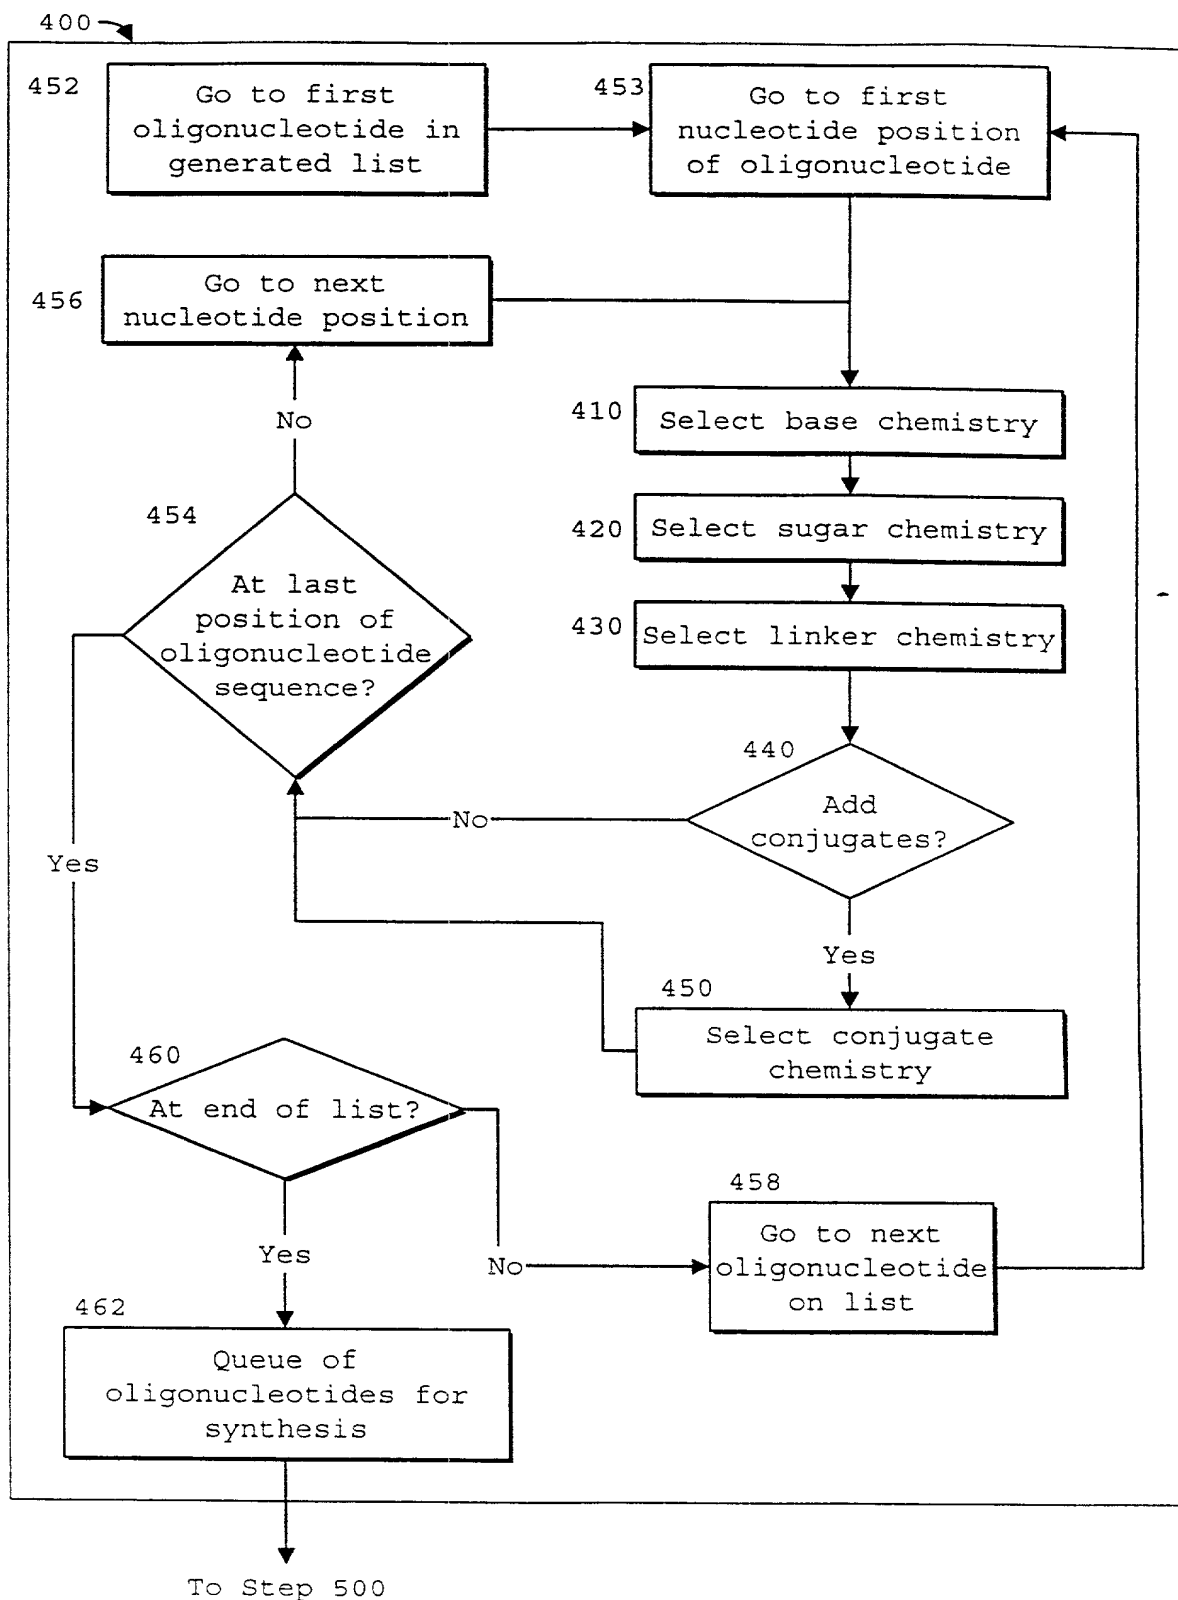 400
452
Go to first
oligonucleotide in
generated list
453
Go to first
nucleotide position
of oligonucleotide
456
Go to next
nucleotide position
410
Select base chemistry
No
454
420
Select sugar chemistry
At last
position of
oligonucleotide
sequence?
430
Select linker chemistry
440
Add
conjugates?
No
Yes
Yes
450
Select conjugate
chemistry
460
At end of list?
458
Go to next
oligonucleotide
on list
Yes
No
462
Queue of
oligonucleotides for
synthesis
To Step 500